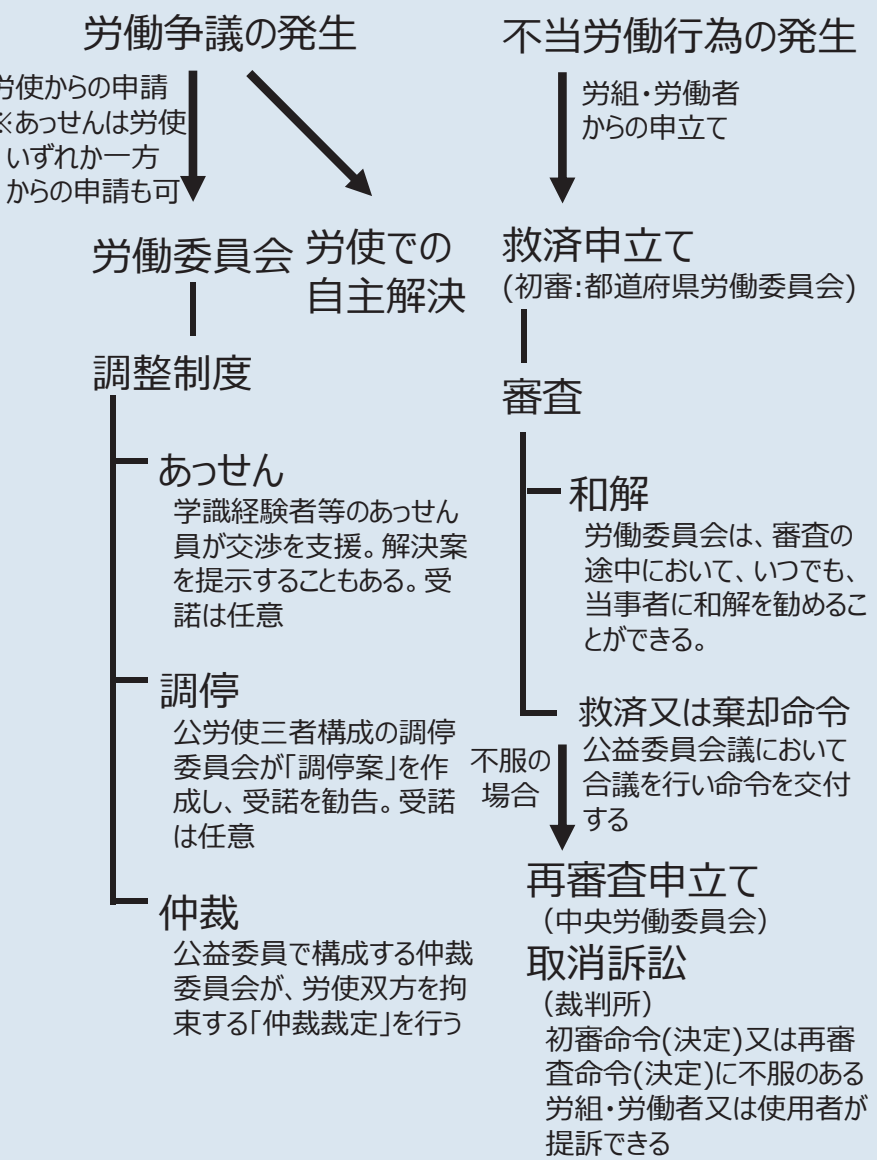 労働争議の発生
労使からの申請
※あっせんは労使
いずれか一方
からの申請も可
労働委員会
労使での
自主解決
調整制度
あっせん
学識経験者等のあっせん
員が交渉を支援。解決案
を提示することもある。受
諾は任意
調停
公労使三者構成の調停
委員会が「調停案」を作
成し、受諾を勧告。受諾
は任意
仲裁
公益委員で構成する仲裁
委員会が、労使双方を拘
束する「仲裁裁定」を行う
不当労働行為の発生
労組・労働者
からの申立て
救済申立て
(初審:都道府県労働委員会)
審査
和解
労働委員会は、審査の
途中において、いつでも、
当事者に和解を勧めるこ
とができる。
救済又は棄却命令
公益委員会議において
合議を行い命令を交付
する
不服の
場合
再審査申立て
（中央労働委員会）
取消訴訟
（裁判所）
初審命令(決定)又は再審
査命令(決定)に不服のある
労組・労働者又は使用者が
提訴できる